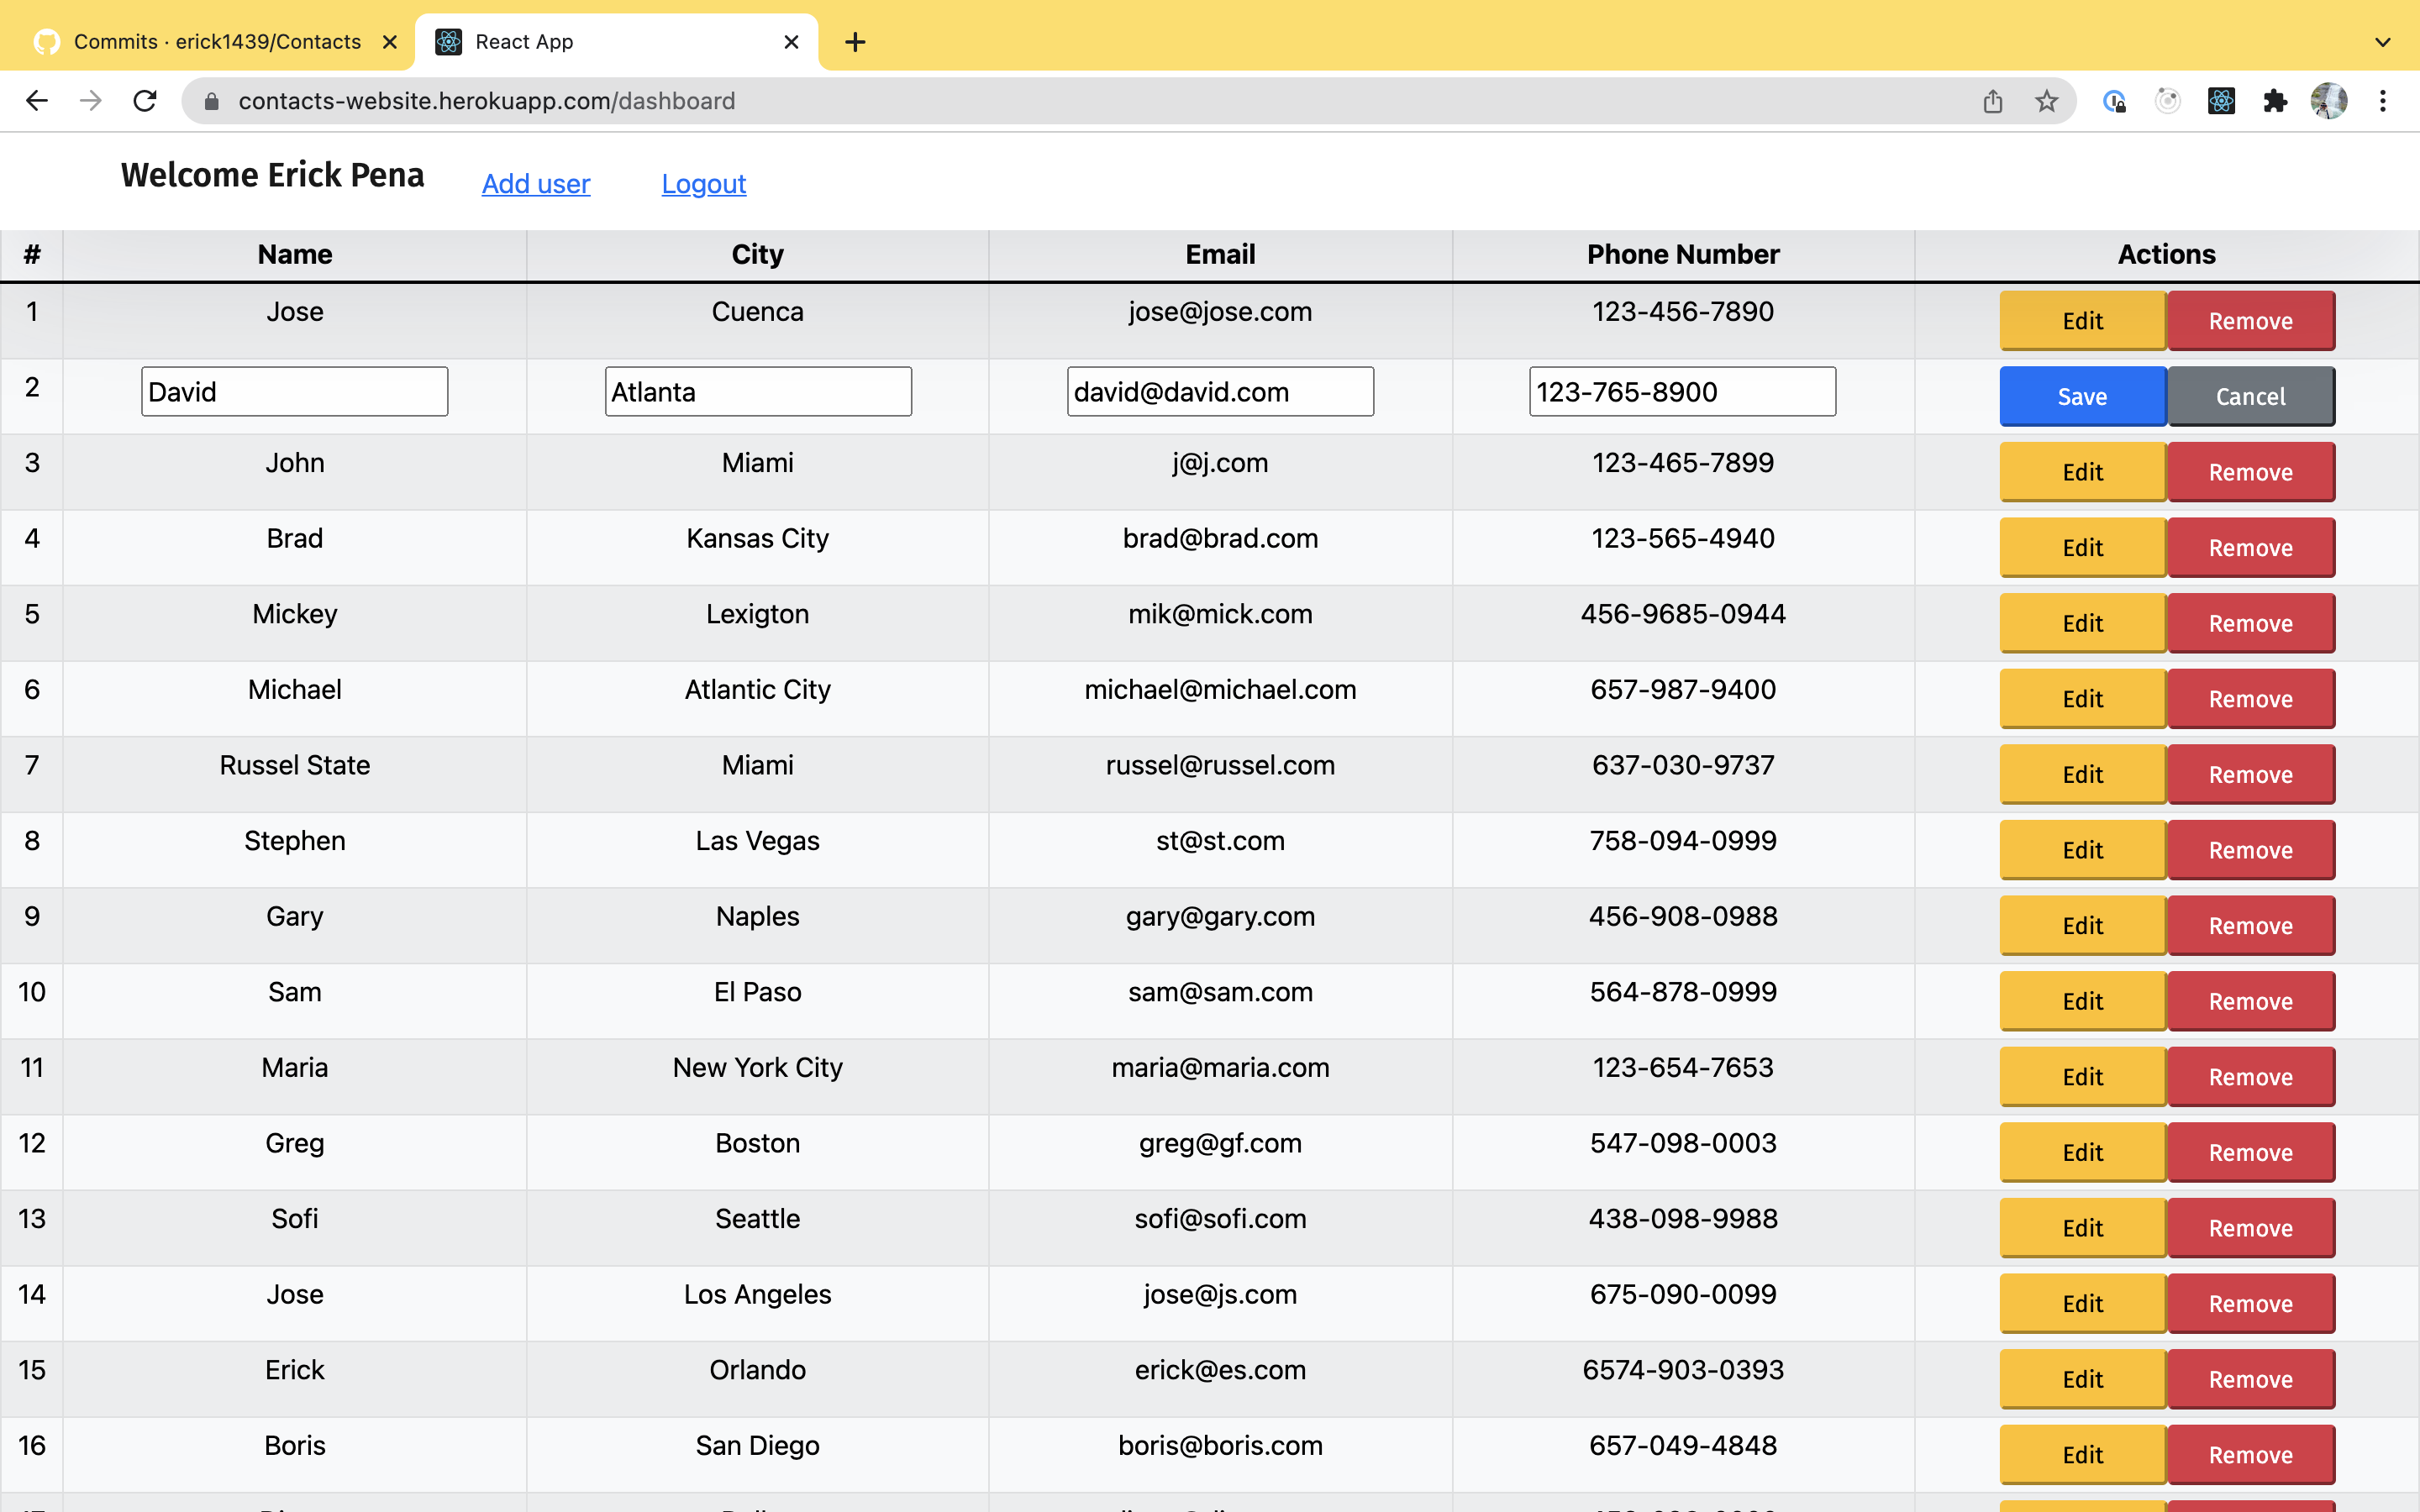 Commits · erick1439/Contacts
React App
contacts-website.herokuapp.com/dashboard
Welcome Erick Pena Add user Logout
# Name City Email Phone Number Actions
1 Jose Cuenca jose@jose.com 123-456-7890 Edit Remove
2 David Atlanta david@david.com 123-765-8900 Save Cancel
3 John Miami j@j.com 123-465-7899 Edit Remove
4 Brad Kansas City brad@brad.com 123-565-4940 Edit Remove
5 Mickey Lexigton mik@mick.com 456-9685-0944 Edit Remove
6 Michael Atlantic City michael@michael.com 657-987-9400 Edit Remove
7 Russel State Miami russel@russel.com 637-030-9737 Edit Remove
8 Stephen Las Vegas st@st.com 758-094-0999 Edit Remove
9 Gary Naples gary@gary.com 456-908-0988 Edit Remove
10 Sam El Paso sam@sam.com 564-878-0999 Edit Remove
11 Maria New York City maria@maria.com 123-654-7653 Edit Remove
12 Greg Boston greg@gf.com 547-098-0003 Edit Remove
13 Sofi Seattle sofi@sofi.com 438-098-9988 Edit Remove
14 Jose Los Angeles jose@js.com 675-090-0099 Edit Remove
15 Erick Orlando erick@es.com 6574-903-0393 Edit Remove
16 Boris San Diego boris@boris.com 657-049-4848 Edit Remove